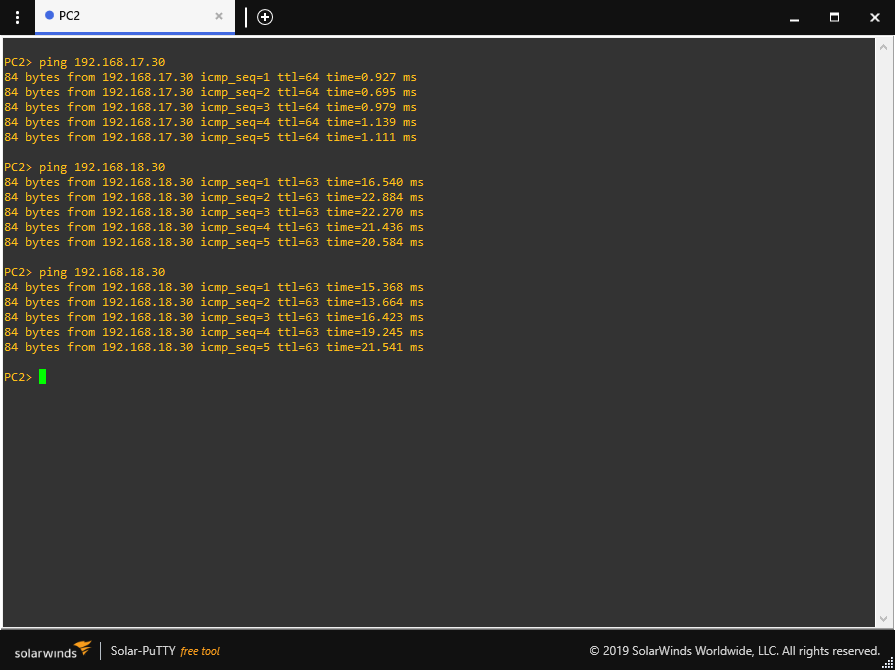 PC2
PC2> ping 192.168.17.30
84 bytes from 192.168.17.30 icmp_seq=1 ttl=64 time=0.927 ms
84 bytes from 192.168.17.30 icmp_seq=2 ttl=64 time=0.695 ms
84 bytes from 192.168.17.30 icmp_seq=3 ttl=64 time=0.979 ms
84 bytes from 192.168.17.30 icmp_seq=4 ttl=64 time=1.139 ms
84 bytes from 192.168.17.30 icmp_seq=5 ttl=64 time=1.111 ms
PC2> ping 192.168.18.30
84 bytes from 192.168.18.30 icmp_seq=1 ttl=63 time=16.540 ms
84 bytes from 192.168.18.30 icmp_seq=2 ttl=63 time=22.884 ms
84 bytes from 192.168.18.30 icmp_seq=3 ttl=63 time=22.270 ms
84 bytes from 192.168.18.30 icmp_seq=4 ttl=63 time=21.436 ms
84 bytes from 192.168.18.30 icmp_seq=5 ttl=63 time=20.584 ms
PC2> ping 192.168.18.30
84 bytes from 192.168.18.30 icmp_seq=1 ttl=63 time=15.368 ms
84 bytes from 192.168.18.30 icmp_seq=2 ttl=63 time=13.664 ms
84 bytes from 192.168.18.30 icmp_seq=3 ttl=63 time=16.423 ms
84 bytes from 192.168.18.30 icmp_seq=4 ttl=63 time=19.245 ms
84 bytes from 192.168.18.30 icmp_seq=5 ttl=63 time=21.541 ms
PC2>
solarwinds Solar-PuTTY free tool © 2019 SolarWinds Worldwide, LLC. All rights reserved.